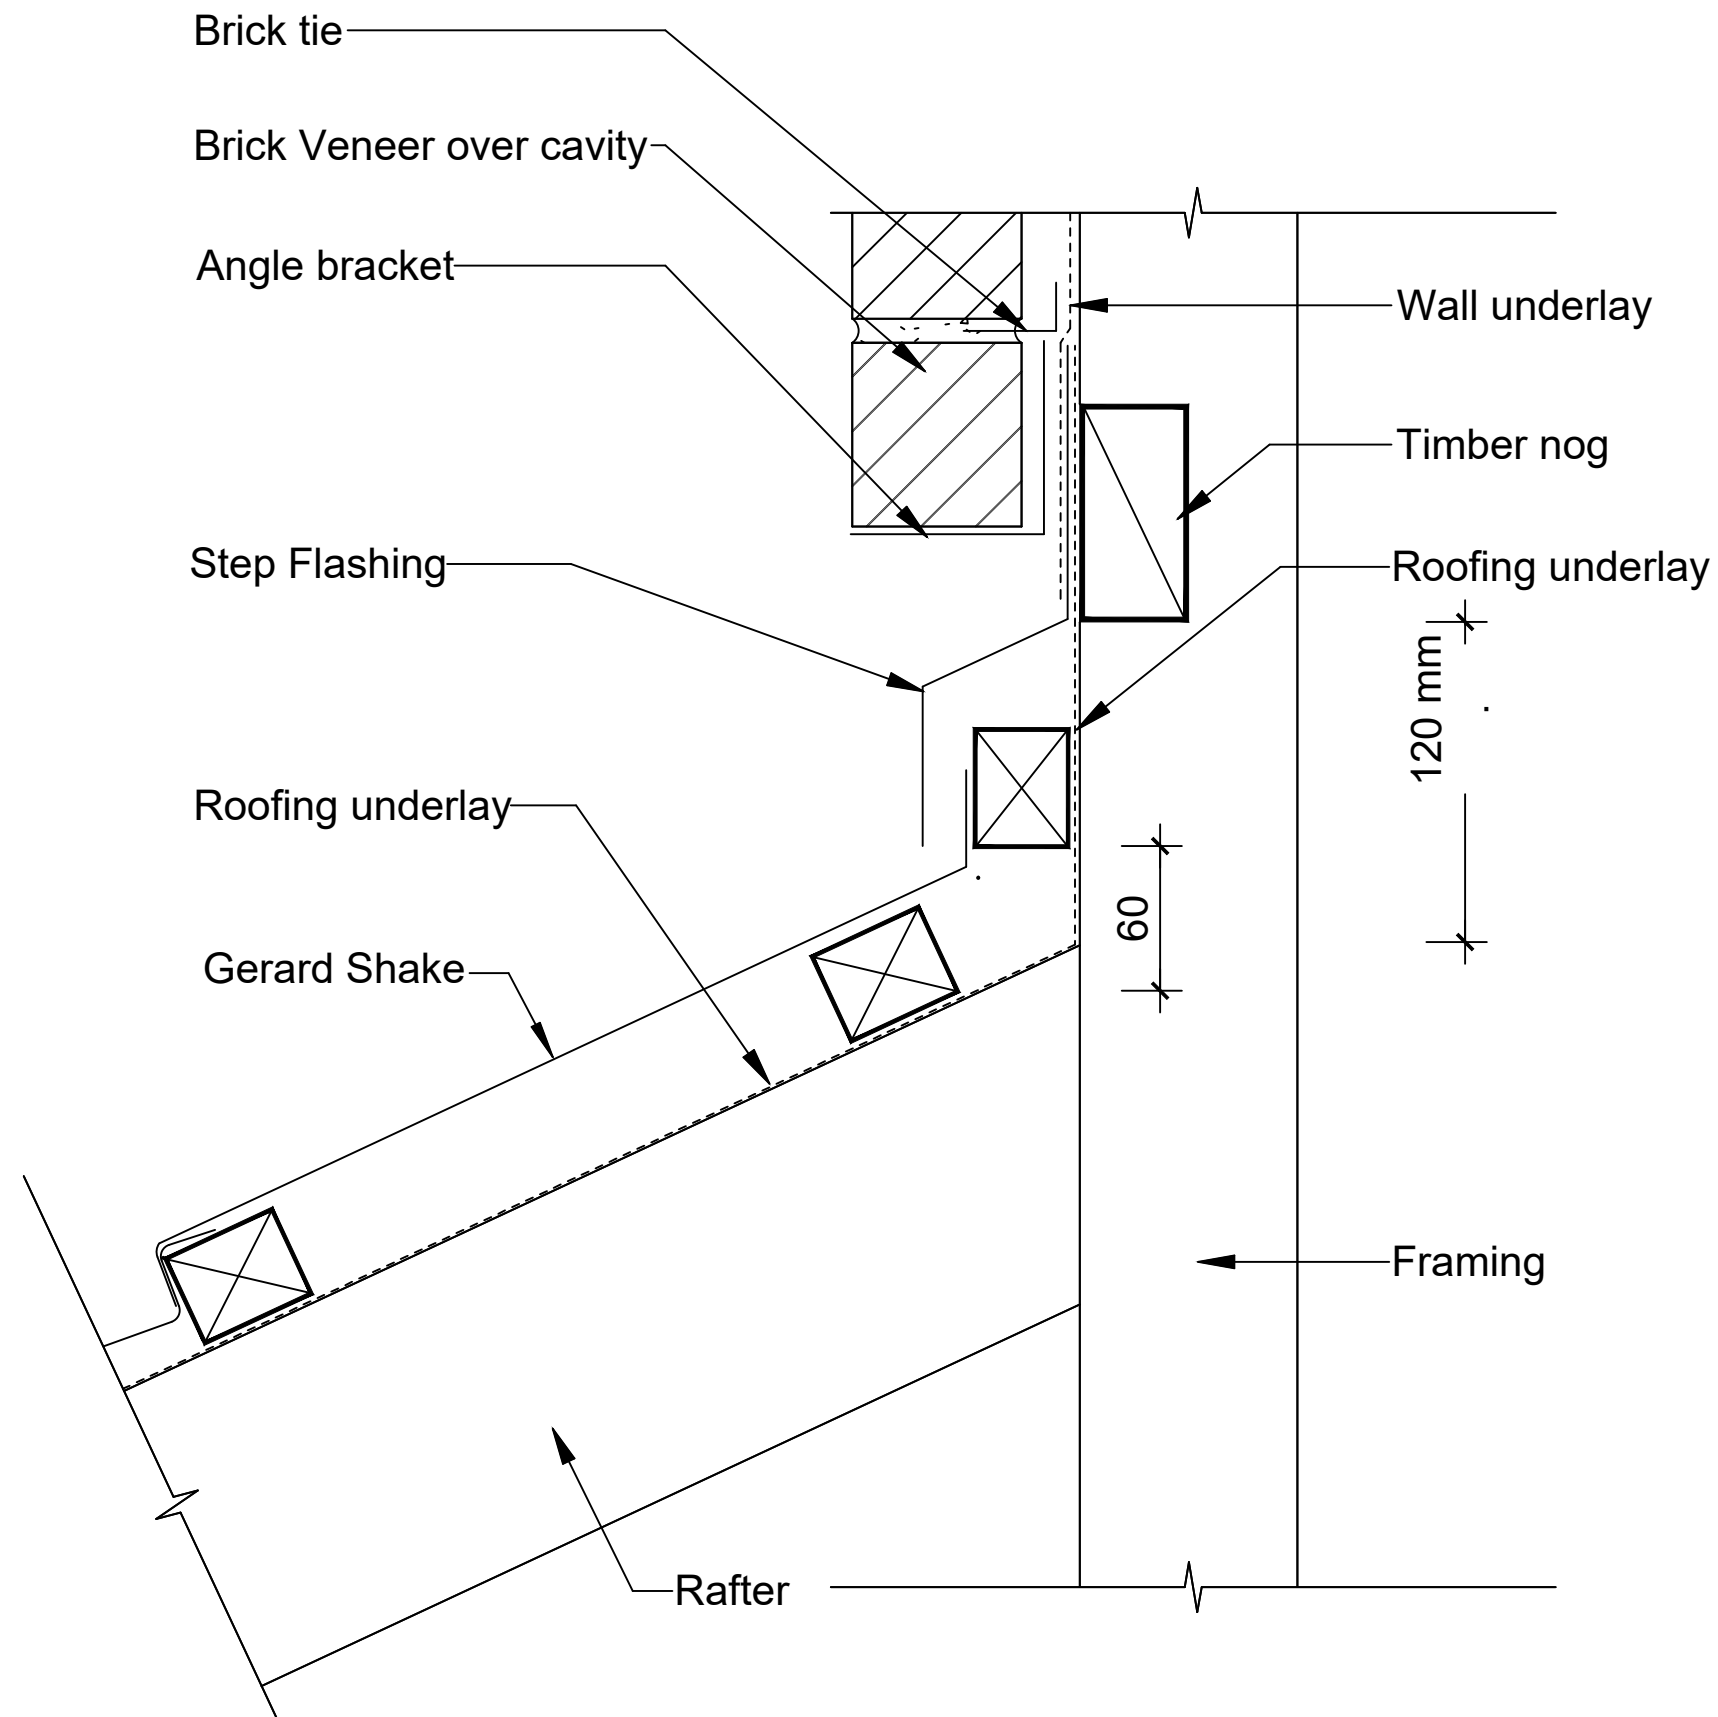 Brick tie
Brick Veneer over cavity
Angle bracket
Wall underlay
Timber nog
Step Flashing
Roofing underlay
120 mm
Roofing underlay
60
Gerard Shake
Framing
Rafter